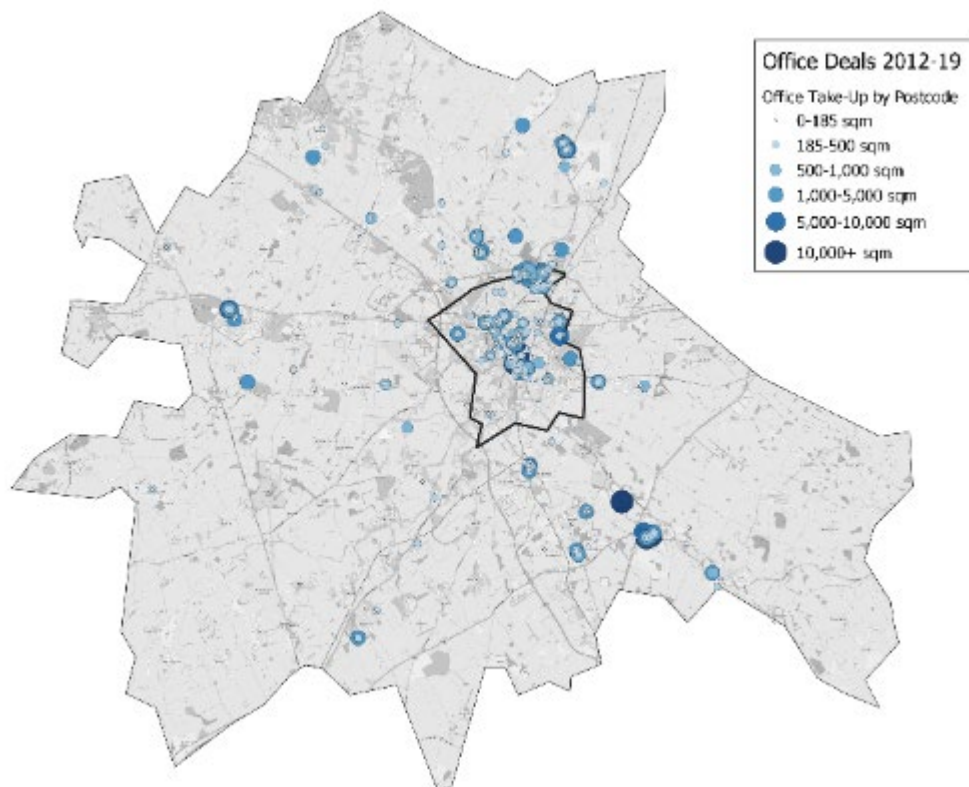 Office Deals 2012-19
Office Take-Up by Postcode
0-185 sqm
185-500 sqm
500-1,000 sqm
1,000-5,000 sqm
5,000-10,000 sqm
10,000+ sqm